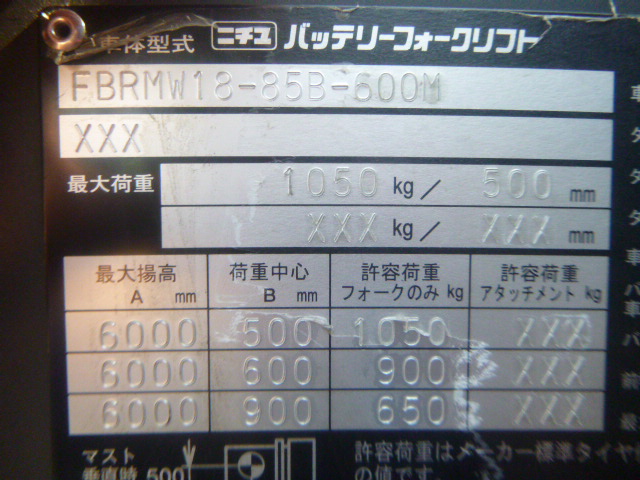 車体型式 ニチユ バッテリーフォークリフト
FBRMW18-85B-600M
XXX
最大荷重 1050 kg/ 500 mm
XXX kg/ XXX mm
最大揚高 荷重中心 許容荷重 許容荷重
A mm B mm フォークのみ kg アタッチメント kg
6000 500 1050 XXX
6000 600 900 XXX
6000 900 650 XXX
マスト 許容荷重はメーカー標準タイヤ
垂直時 500 の値です。